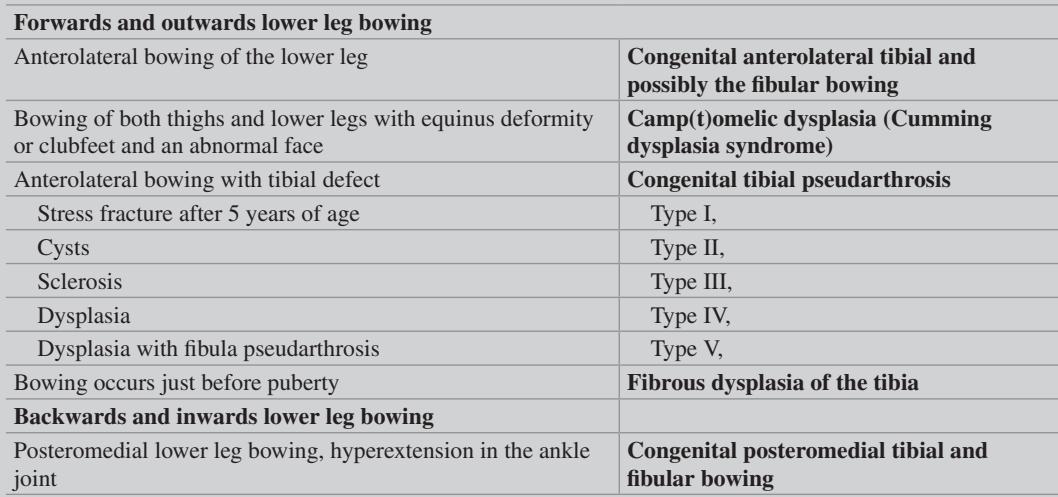 Forwards and outwards lower leg bowing
Anterolateral bowing of the lower leg
Congenital anterolateral tibial and
possibly the fibular bowing
Bowing of both thighs and lower legs with equinus deformity
or clubfeet and an abnormal face
Camp(t)omelic dysplasia (Cumming
dysplasia syndrome)
Anterolateral bowing with tibial defect
Congenital tibial pseudarthrosis
Stress fracture after 5 years of age
Type I,
Cysts
Type II,
Sclerosis
Type III,
Dysplasia
Type IV,
Dysplasia with fibula pseudarthrosis
Type V,
Bowing occurs just before puberty
Fibrous dysplasia of the tibia
Backwards and inwards lower leg bowing
Posteromedial lower leg bowing, hyperextension in the ankle
joint
Congenital posteromedial tibial and
fibular bowing